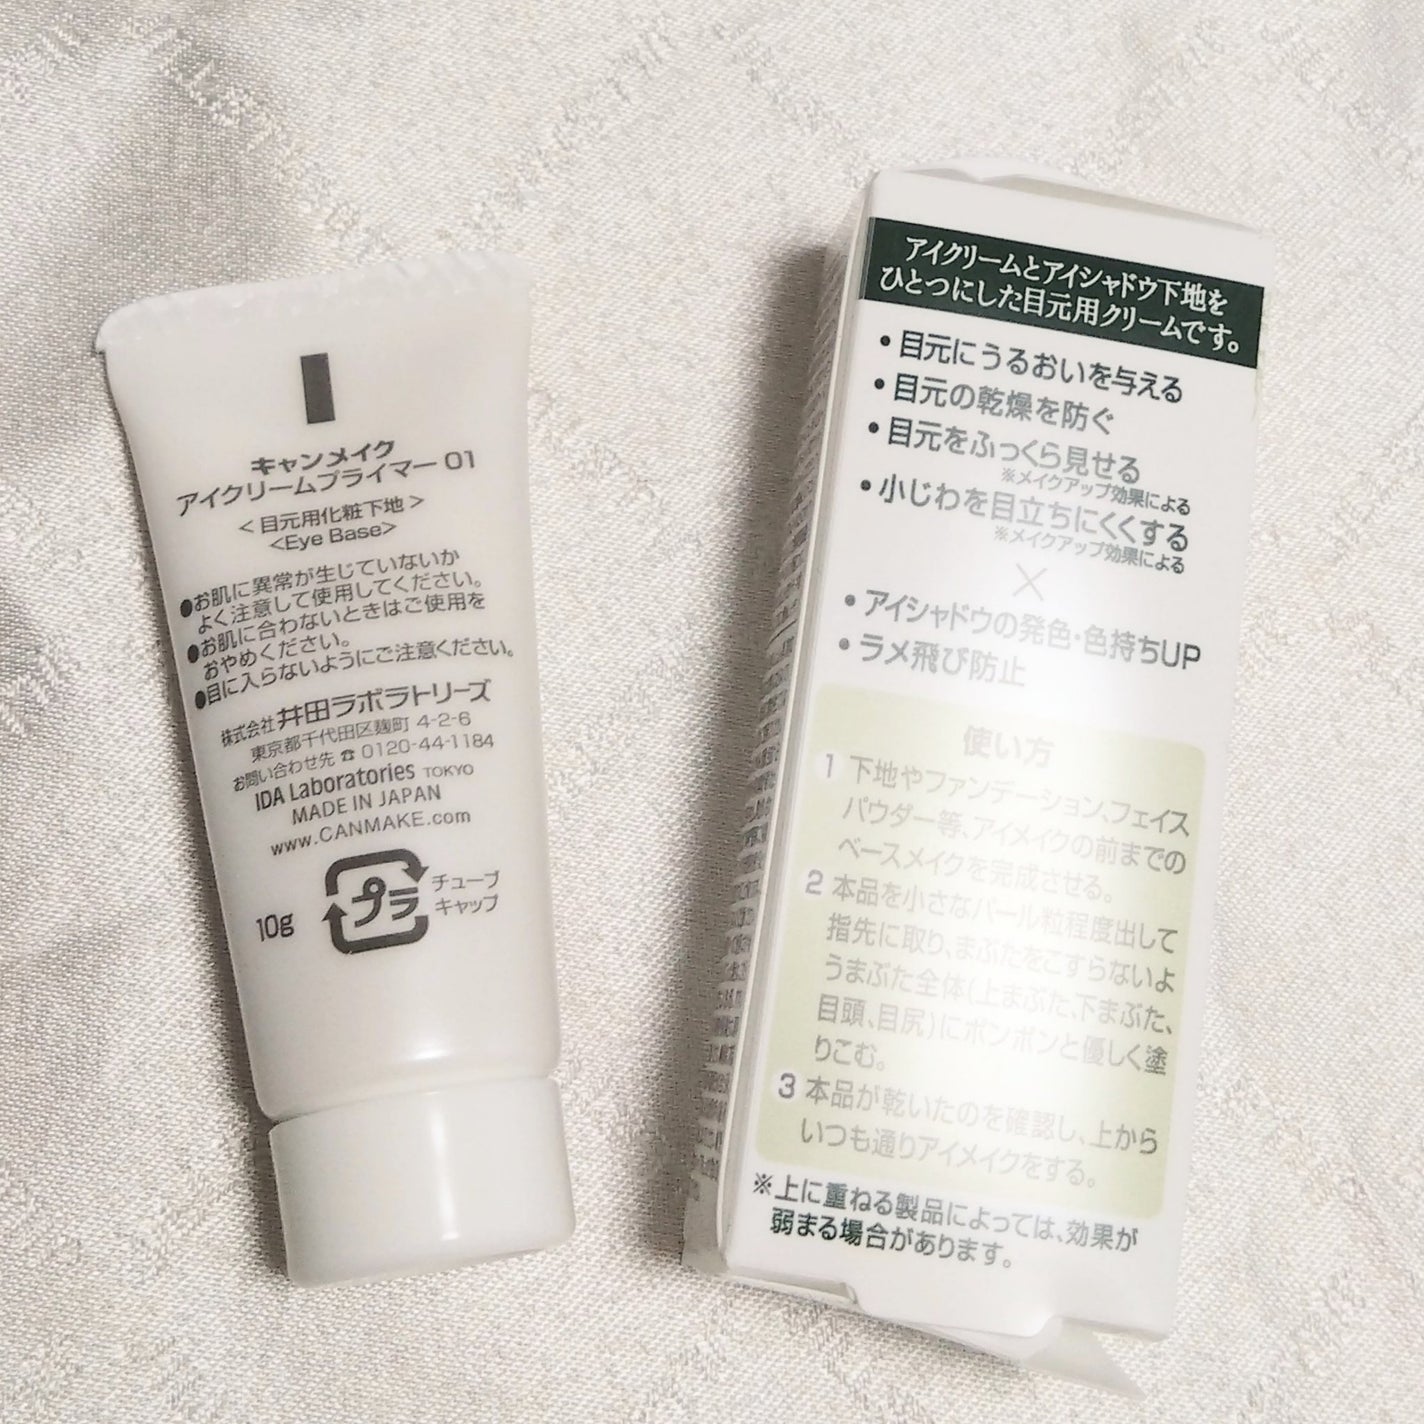 キャンメイク
アイクリームプライマー 01
<目元用化粧下地>
<Eye Base>
●お肌に異常が生じていないか
よく注意して使用してください。
●お肌に合わないときはご使用を
おやめください。
●目に入らないようにご注意ください。
株式会社 井田ラボラトリーズ
東京都千代田区麹町 4-2-6
お問い合わせ先 ☎ 0120-44-1184
IDA Laboratories TOKYO
MADE IN JAPAN
www.CANMAKE.com
10g
プラ
チューブ
キャップ
アイクリームとアイシャドウ下地を
ひとつにした目元用クリームです。
•目元にうるおいを与える
•目元の乾燥を防ぐ
•目元をふっくら見せる
※メイクアップ効果による
•小じわを目立ちにくくする
※メイクアップ効果による
×
•アイシャドウの発色・色持ちUP
•ラメ飛び防止
使い方
1 下地やファンデーション、フェイス
パウダー等、アイメイクの前までの
ベースメイクを完成させる。
2 本品を小さなパール粒程度出して
指先に取り、まぶたをこすらないよ
うまぶた全体(上まぶた、下まぶた、
目頭、目尻)にポンポンと優しく塗
りこむ。
3 本品が乾いたのを確認し、上から
いつも通りアイメイクをする。
※上に重ねる製品によっては、効果が
弱まる場合があります。